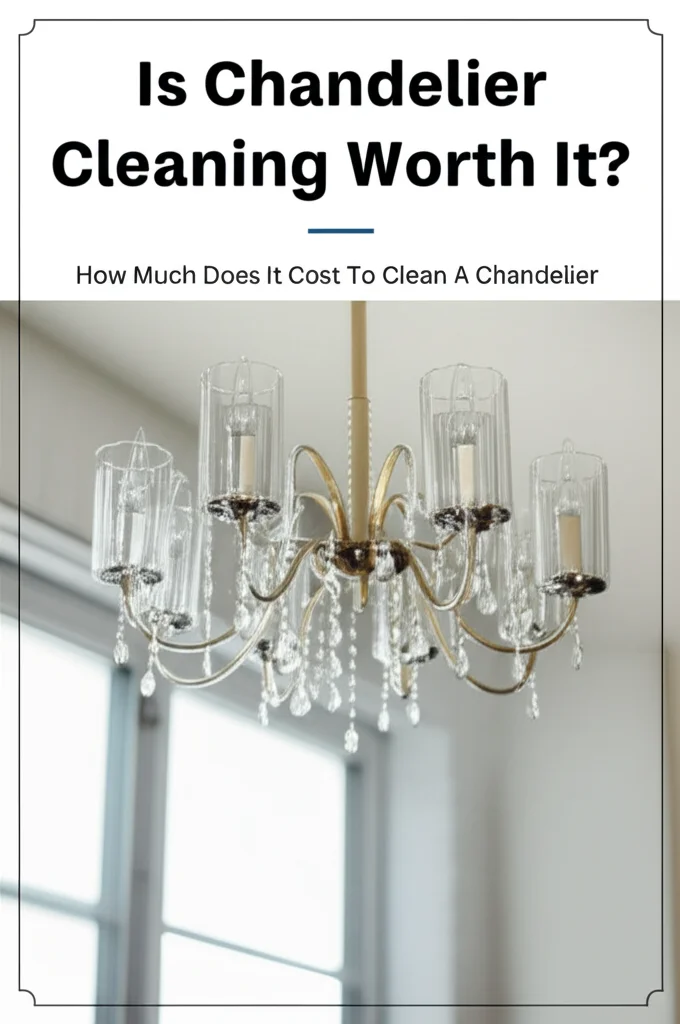 Is Chandelier
Cleaning Worth It?
How Much Does It Cost To Clean A Chandelier